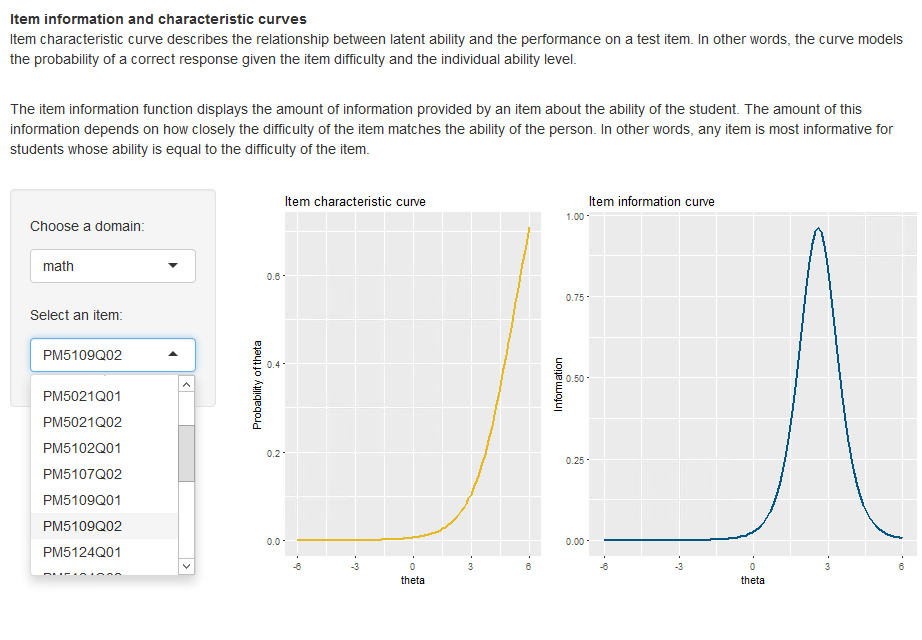 Item information and characteristic curves
Item characteristic curve describes the relationship between latent ability and the performance on a test item. In other words, the curve models
the probability of a correct response given the item difficulty and the individual ability level.
The item information function displays the amount of information provided by an item about the ability of the student. The amount of this
information depends on how closely the difficulty of the item matches the ability of the person. In other words, any item is most informative for
students whose ability is equal to the difficulty of the item.
Choose a domain:
math
Select an item:
PM5109Q02
PM5021Q01
PM5021Q02
PM5102Q01
PM5107Q02
PM5109Q01
PM5109Q02
PM5124Q01
Item characteristic curve
Probability of theta
0.6
0.4
0.2
0.0
-6 -3 0 3 6
theta
Item information curve
Information
1.00
0.75
0.50
0.25
0.00
-6 -3 0 3 6
theta